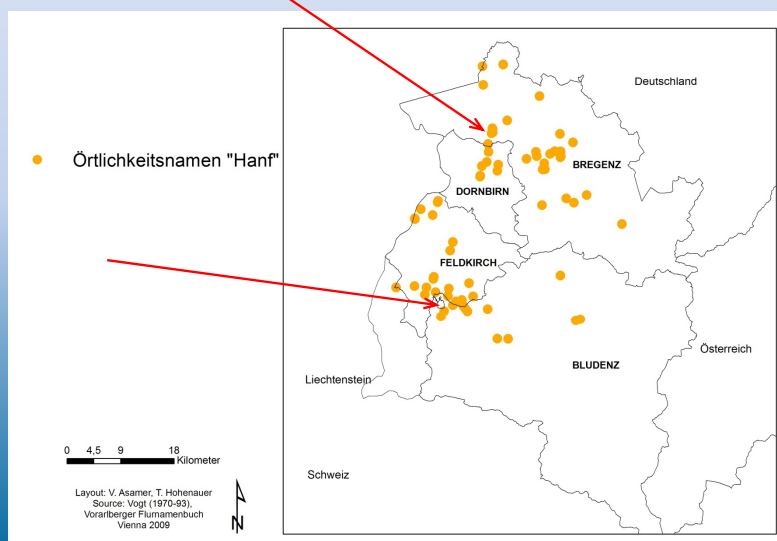 Örtlichkeitsnamen "Hanf"
Deutschland
BREGENZ
DORNBIRN
FELDKIRCH
BLUDENZ
Österreich
Liechtenstein
Schweiz
0 4,5 9 18
Kilometer
Layout: V. Asamer, T. Hohenauer
Source: Vogt (1970-93),
Vorarlberger Flurnamenbuch
Vienna 2009
N